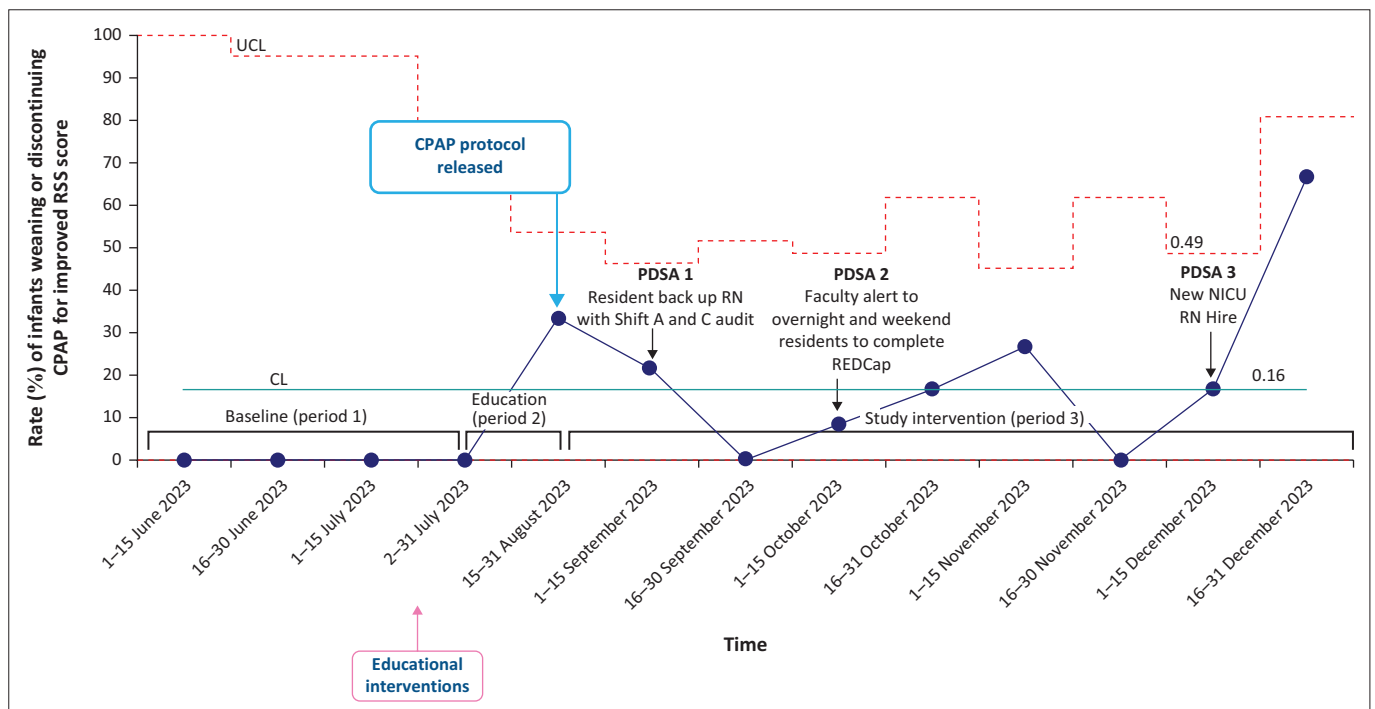 Rate (%) of infants weaning or discontinuing
CPAP for improved RSS score
100
90
80
70
60
50
40
30
20
10
0
UCL
CPAP protocol
released
0.49
PDSA 1
Resident back up RN
with Shift A and C audit
PDSA 2
Faculty alert to
overnight and weekend
residents to complete
REDCap
PDSA 3
New NICU
RN Hire
CL
0.16
Baseline (period 1)
Education
(period 2)
Study intervention (period 3)
1–15 June 2023
16–30 June 2023
1–15 July 2023
2–31 July 2023
15–31 August 2023
1–15 September 2023
16–30 September 2023
1–15 October 2023
16–31 October 2023
1–15 November 2023
16–30 November 2023
1–15 December 2023
16–31 December 2023
Time
Educational
interventions